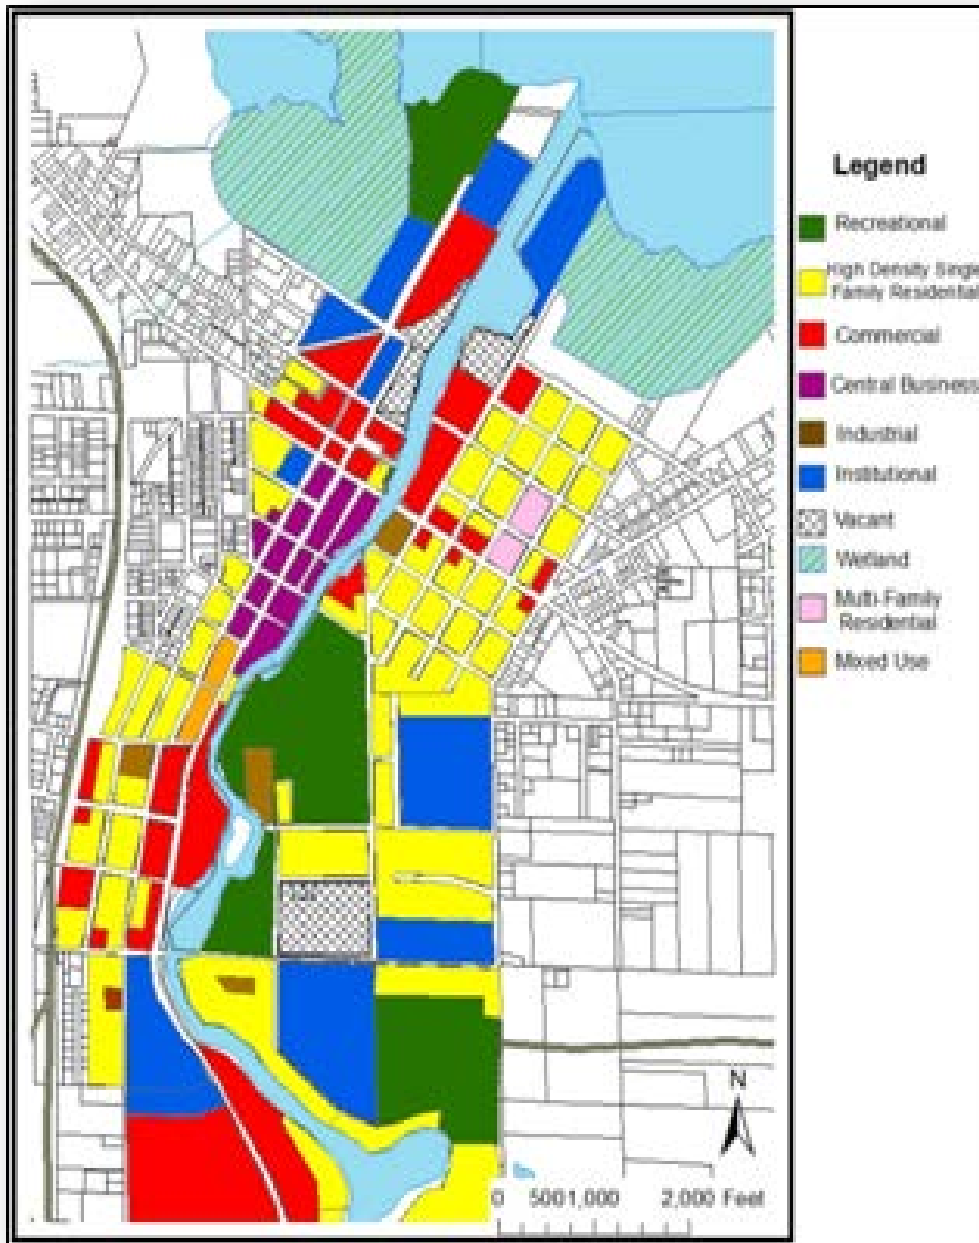 Legend
Recreational
High Density Single
Family Residential
Commercial
Central Business
Industrial
Institutional
Vacant
Wetland
Multi-Family
Residential
Mixed Use
N
0 500 1,000 2,000 Feet